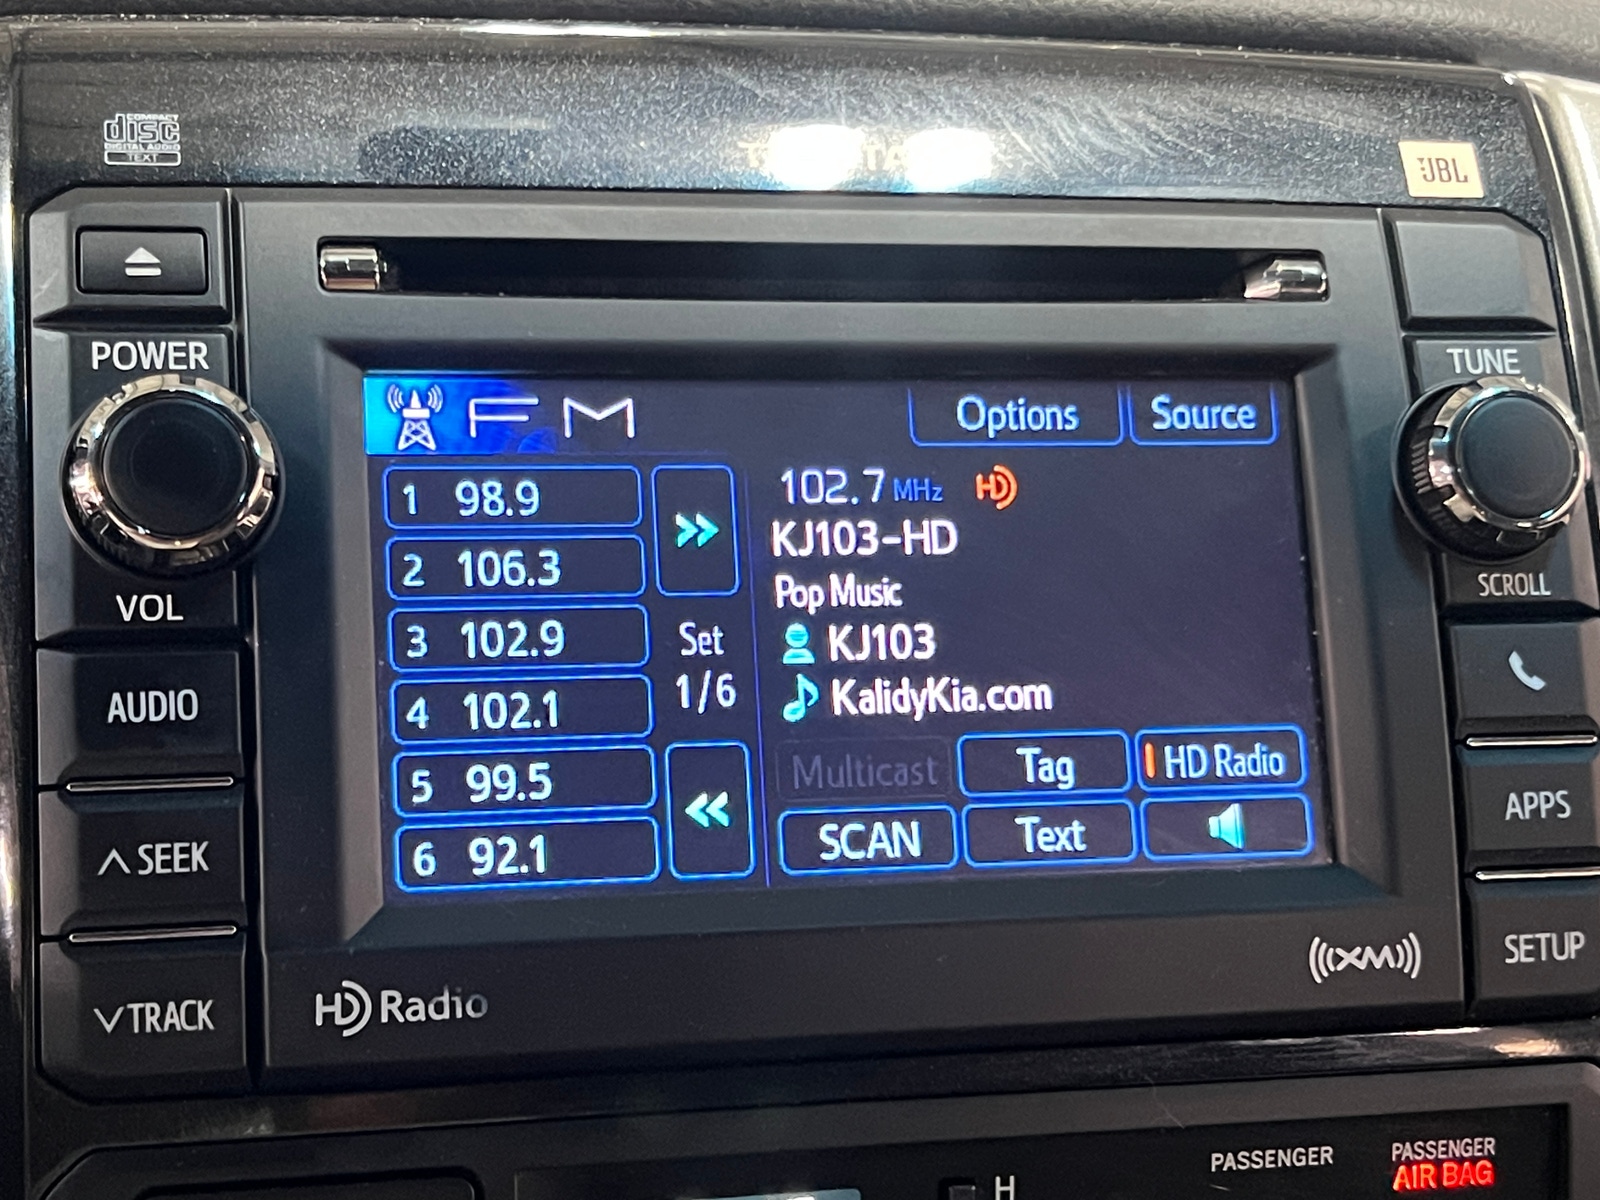 COMPACT
disc
DIGITAL AUDIO
TEXT
TOYOTA
JBL
POWER
VOL
AUDIO
∧ SEEK
∨ TRACK
FM
Options
Source
1 98.9
2 106.3
3 102.9
4 102.1
5 99.5
6 92.1
»
Set
1/6
«
102.7 MHz HD
KJ103-HD
Pop Music
KJ103
KalidyKia.com
Multicast
Tag
HD Radio
SCAN
Text
TUNE
SCROLL
APPS
SETUP
HD Radio
((XM))
H
PASSENGER
PASSENGER
AIR BAG